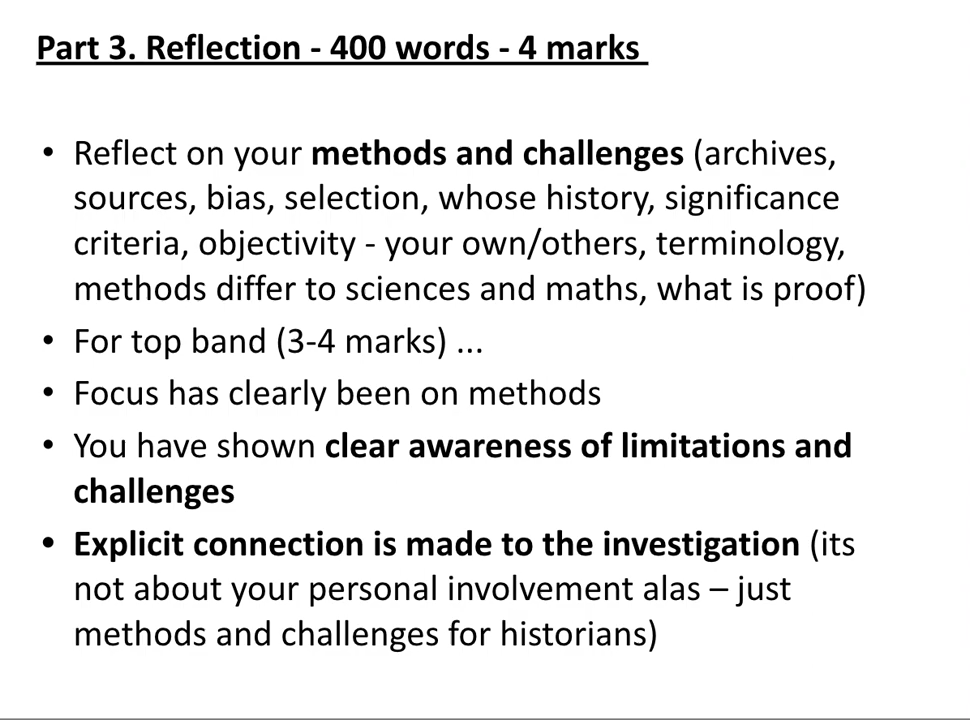 Part 3. Reflection - 400 words - 4 marks
• Reflect on your methods and challenges (archives,
sources, bias, selection, whose history, significance
criteria, objectivity - your own/others, terminology,
methods differ to sciences and maths, what is proof)
• For top band (3-4 marks) ...
• Focus has clearly been on methods
• You have shown clear awareness of limitations and
challenges
• Explicit connection is made to the investigation (its
not about your personal involvement alas – just
methods and challenges for historians)